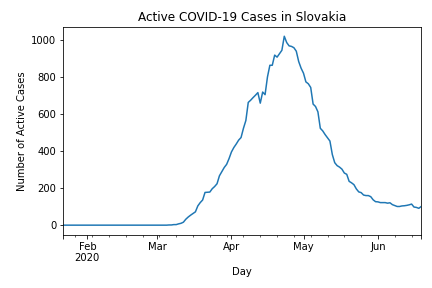 Active COVID-19 Cases in Slovakia
Number of Active Cases
1000
800
600
400
200
0
Feb Mar Apr May Jun
2020
Day